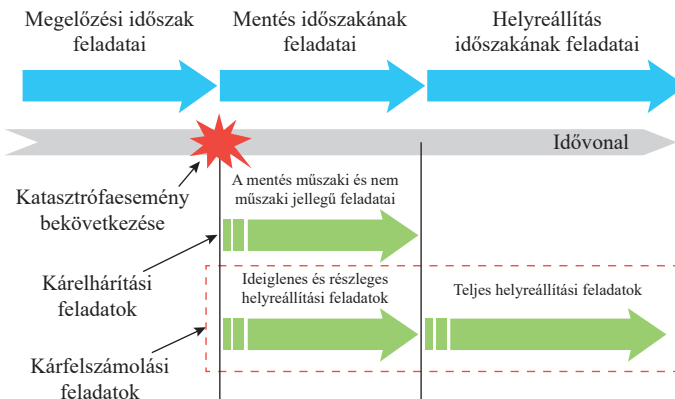 Megelőzési időszak
feladatai
Mentés időszakának
feladatai
Helyreállítás
időszakának feladatai
Idővonal
Katasztrófaesemény
bekövetkezése
A mentés műszaki és nem
műszaki jellegű feladatai
Kárelhárítási
feladatok
Ideiglenes és részleges
helyreállítási feladatok
Teljes helyreállítási feladatok
Kárfelszámolási
feladatok